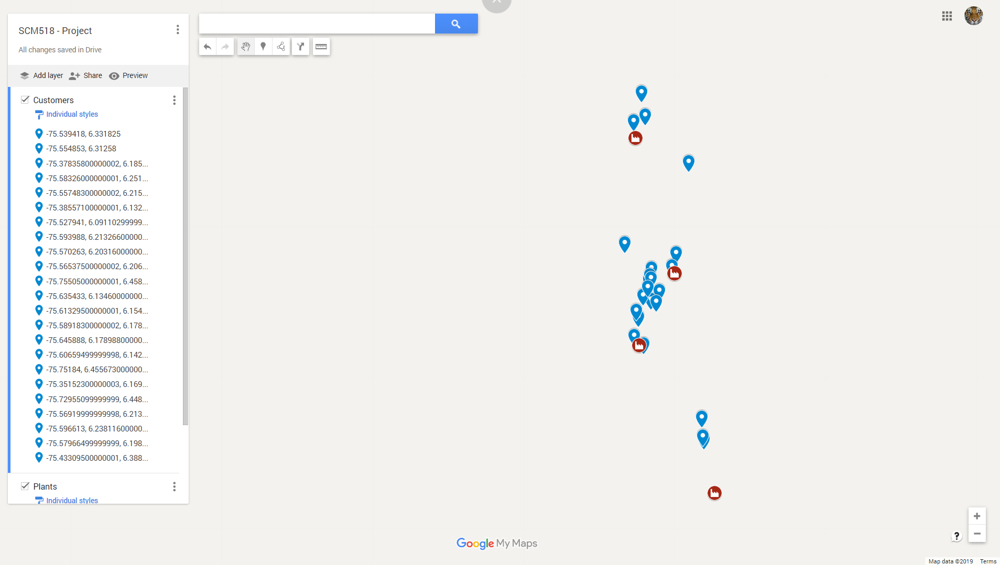 SCM518 - Project
All changes saved in Drive
Add layer Share Preview
Customers
Individual styles
-75.539418, 6.331825
-75.554853, 6.31258
-75.37835800000002, 6.185...
-75.58326000000001, 6.251...
-75.55748300000002, 6.215...
-75.38557100000001, 6.132...
-75.527941, 6.09110299999...
-75.593988, 6.21326600000...
-75.570263, 6.20316000000...
-75.56537500000002, 6.206...
-75.75505000000001, 6.458...
-75.635433, 6.13460000000...
-75.61329500000001, 6.154...
-75.58918300000002, 6.178...
-75.645888, 6.17898800000...
-75.60659499999998, 6.142...
-75.75184, 6.455673000000...
-75.35152300000003, 6.169...
-75.72955099999999, 6.448...
-75.56919999999998, 6.213...
-75.596613, 6.23811600000...
-75.57966499999999, 6.198...
-75.43309500000001, 6.388...
Plants
Individual styles
Google My Maps
?
Map data ©2019 Terms